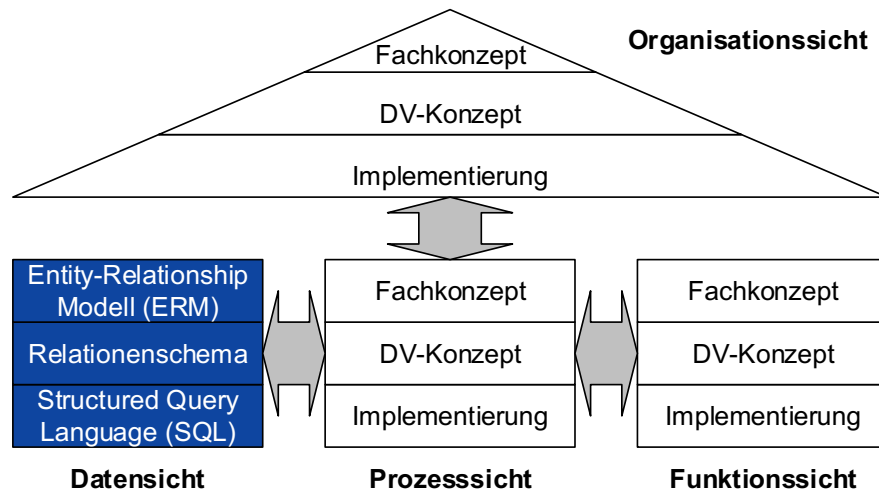 Organisationssicht
Fachkonzept
DV-Konzept
Implementierung
Entity-Relationship
Modell (ERM)
Relationenschema
Structured Query
Language (SQL)
Datensicht
Fachkonzept
DV-Konzept
Implementierung
Prozesssicht
Fachkonzept
DV-Konzept
Implementierung
Funktionssicht